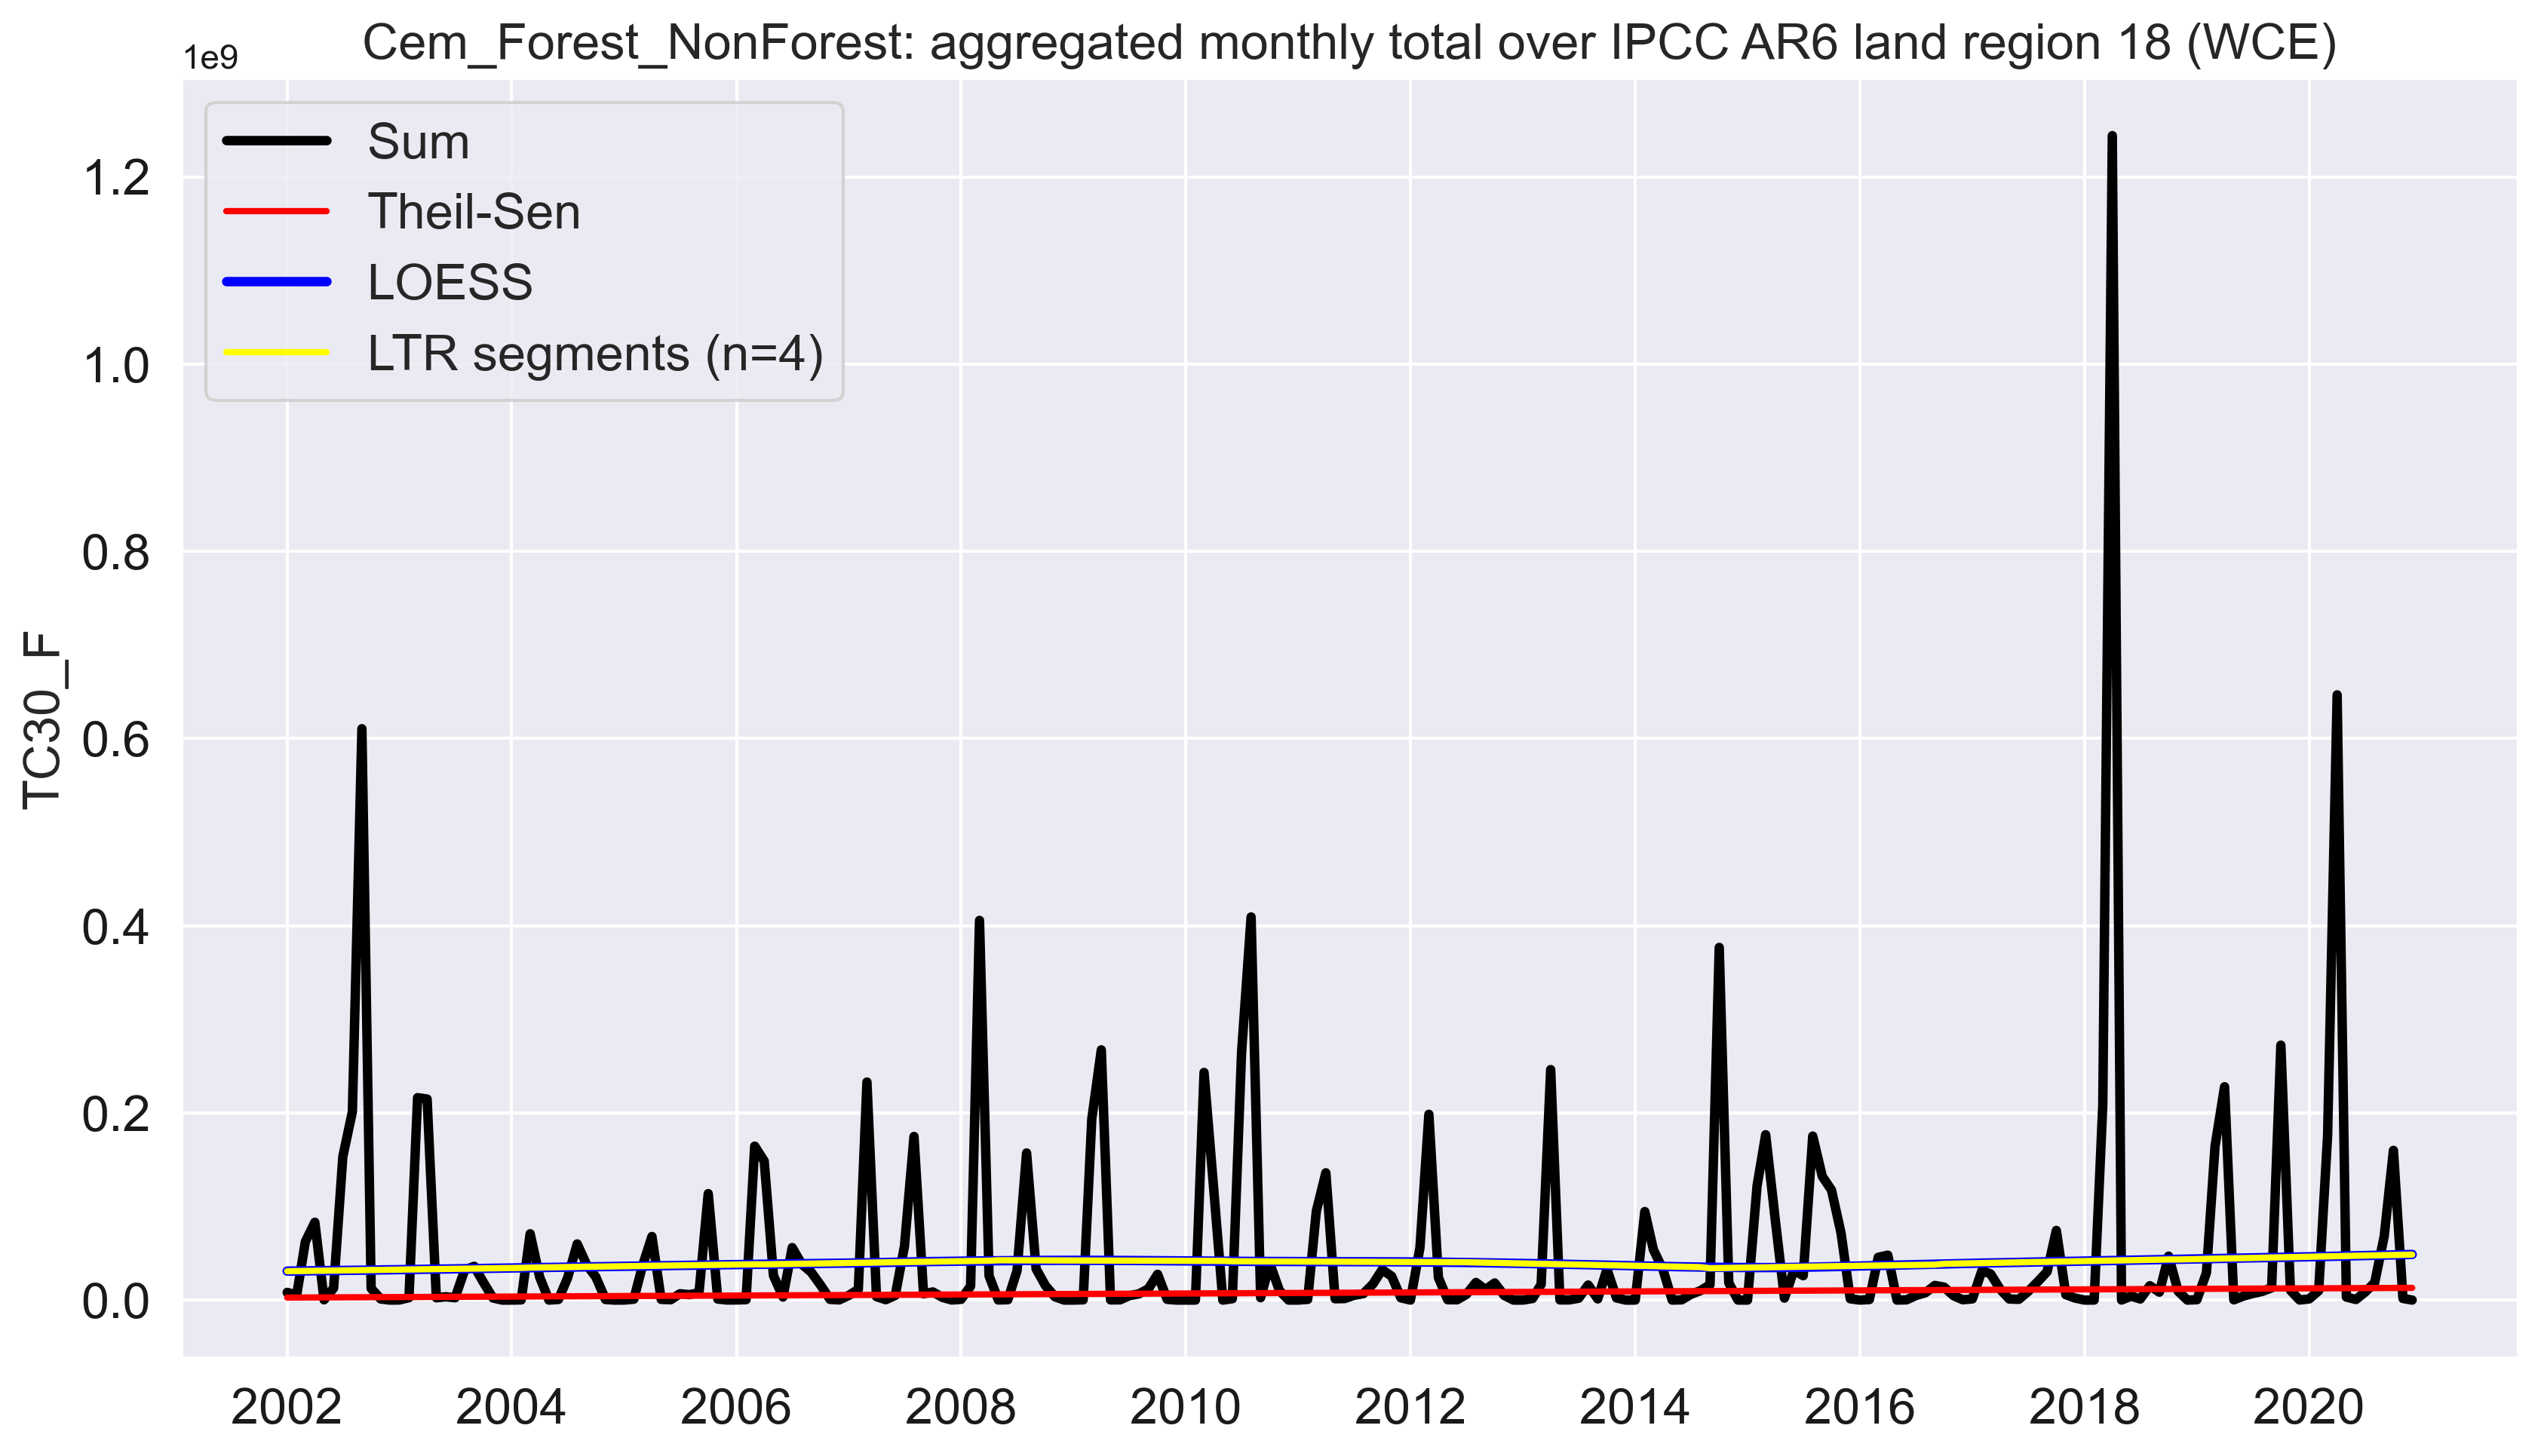 Cem_Forest_NonForest: aggregated monthly total over IPCC AR6 land region 18 (WCE)
1e9
Sum
Theil-Sen
LOESS
LTR segments (n=4)
1.2
1.0
0.8
0.6
0.4
0.2
0.0
TC30_F
2002 2004 2006 2008 2010 2012 2014 2016 2018 2020